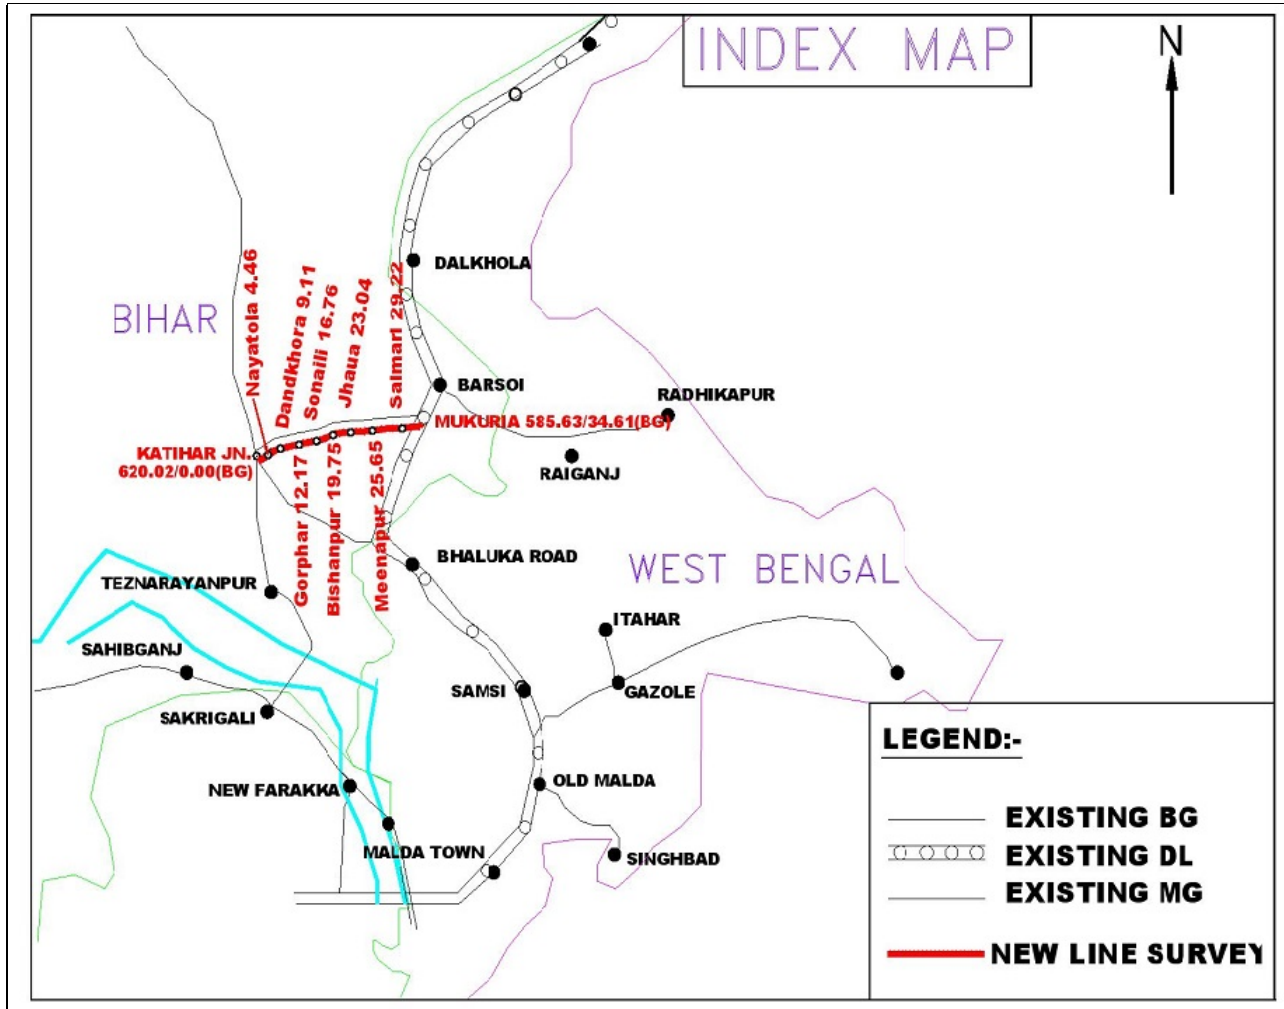 INDEX MAP
N
DALKHOLA
BIHAR
Nayatola 4.46
Dandkhora 9.11
Sonaili 16.76
Jhaua 23.04
Salmari 29.22
BARSOI
RADHIKAPUR
MUKURIA 585.63/34.61(BG)
KATIHAR JN.
620.02/0.00(BG)
RAIGANJ
Gorphar 12.17
Bishanpur 19.75
Meenapur 25.65
BHALUKA ROAD
WEST BENGAL
TEZNARAYANPUR
ITAHAR
SAHIBGANJ
SAMSI
GAZOLE
SAKRIGALI
NEW FARAKKA
OLD MALDA
MALDA TOWN
SINGHBAD
LEGEND:-
EXISTING BG
EXISTING DL
EXISTING MG
NEW LINE SURVEY